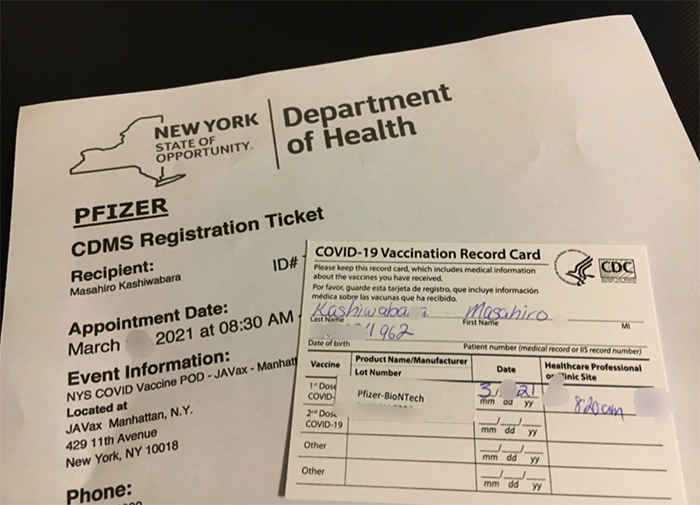 NEW YORK
STATE OF
OPPORTUNITY.
Department
of Health
PFIZER
CDMS Registration Ticket
Recipient:
Masahiro Kashiwabara
ID#
Appointment Date:
March 2021 at 08:30 AM
Event Information:
NYS COVID Vaccine POD - JAVax - Manhatt
Located at
JAVax Manhattan, N.Y.
429 11th Avenue
New York, NY 10018
Phone:
COVID-19 Vaccination Record Card
CDC
Please keep this record card, which includes medical information
about the vaccines you have received.
Por favor, guarde esta tarjeta de registro, que incluye información
médica sobre las vacunas que ha recibido.
Kashiwaba Masahiro
Last Name First Name MI
1962
Date of birth Patient number (medical record or IIS record number)
Vaccine Product Name/Manufacturer Date Healthcare Professional
Lot Number or Clinic Site
1st Dose Pfizer-BioNTech 3 21 8:20am
COVID- mm dd yy
2nd Dose
COVID-19 mm dd yy
Other mm dd yy
Other mm dd yy